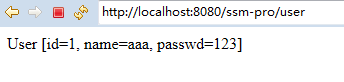 http://localhost:8080/ssm-pro/user
User [id=1, name=aaa, passwd=123]